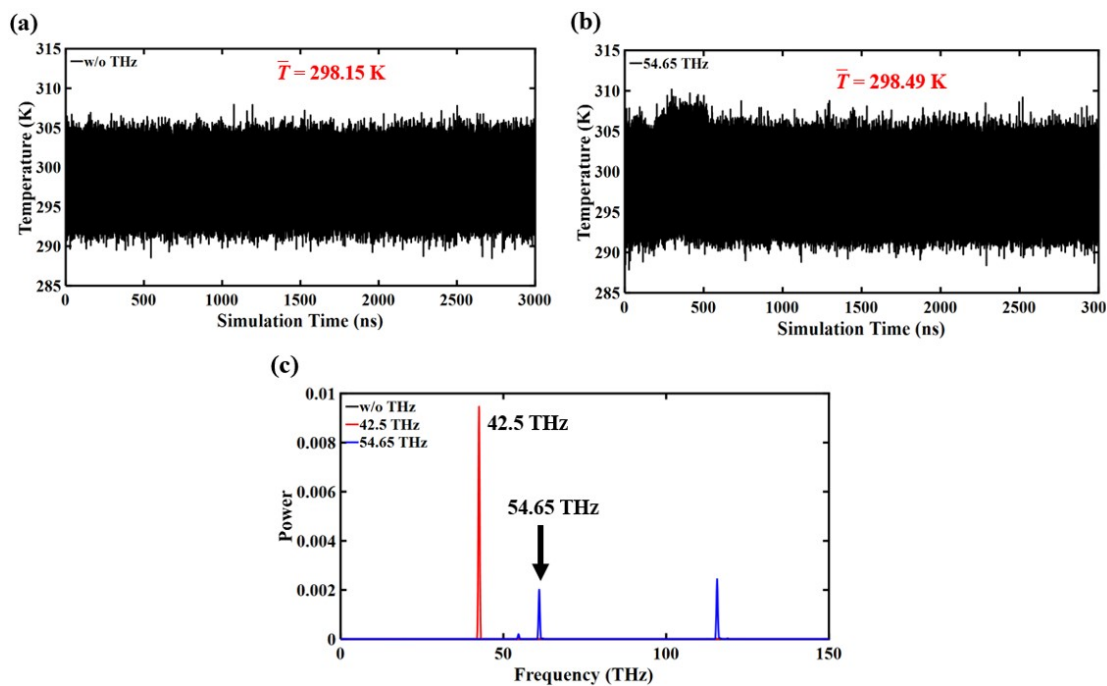 (a)
315
w/o THz
T̅ = 298.15 K
310
305
300
295
290
285
Temperature (K)
0 500 1000 1500 2000 2500 3000
Simulation Time (ns)
(b)
315
54.65 THz
T̅ = 298.49 K
310
305
300
295
290
285
Temperature (K)
0 500 1000 1500 2000 2500 300
Simulation Time (ns)
(c)
0.01
w/o THz
42.5 THz
54.65 THz
42.5 THz
0.008
0.006
54.65 THz
0.004
0.002
0
Power
0 50 100 150
Frequency (THz)